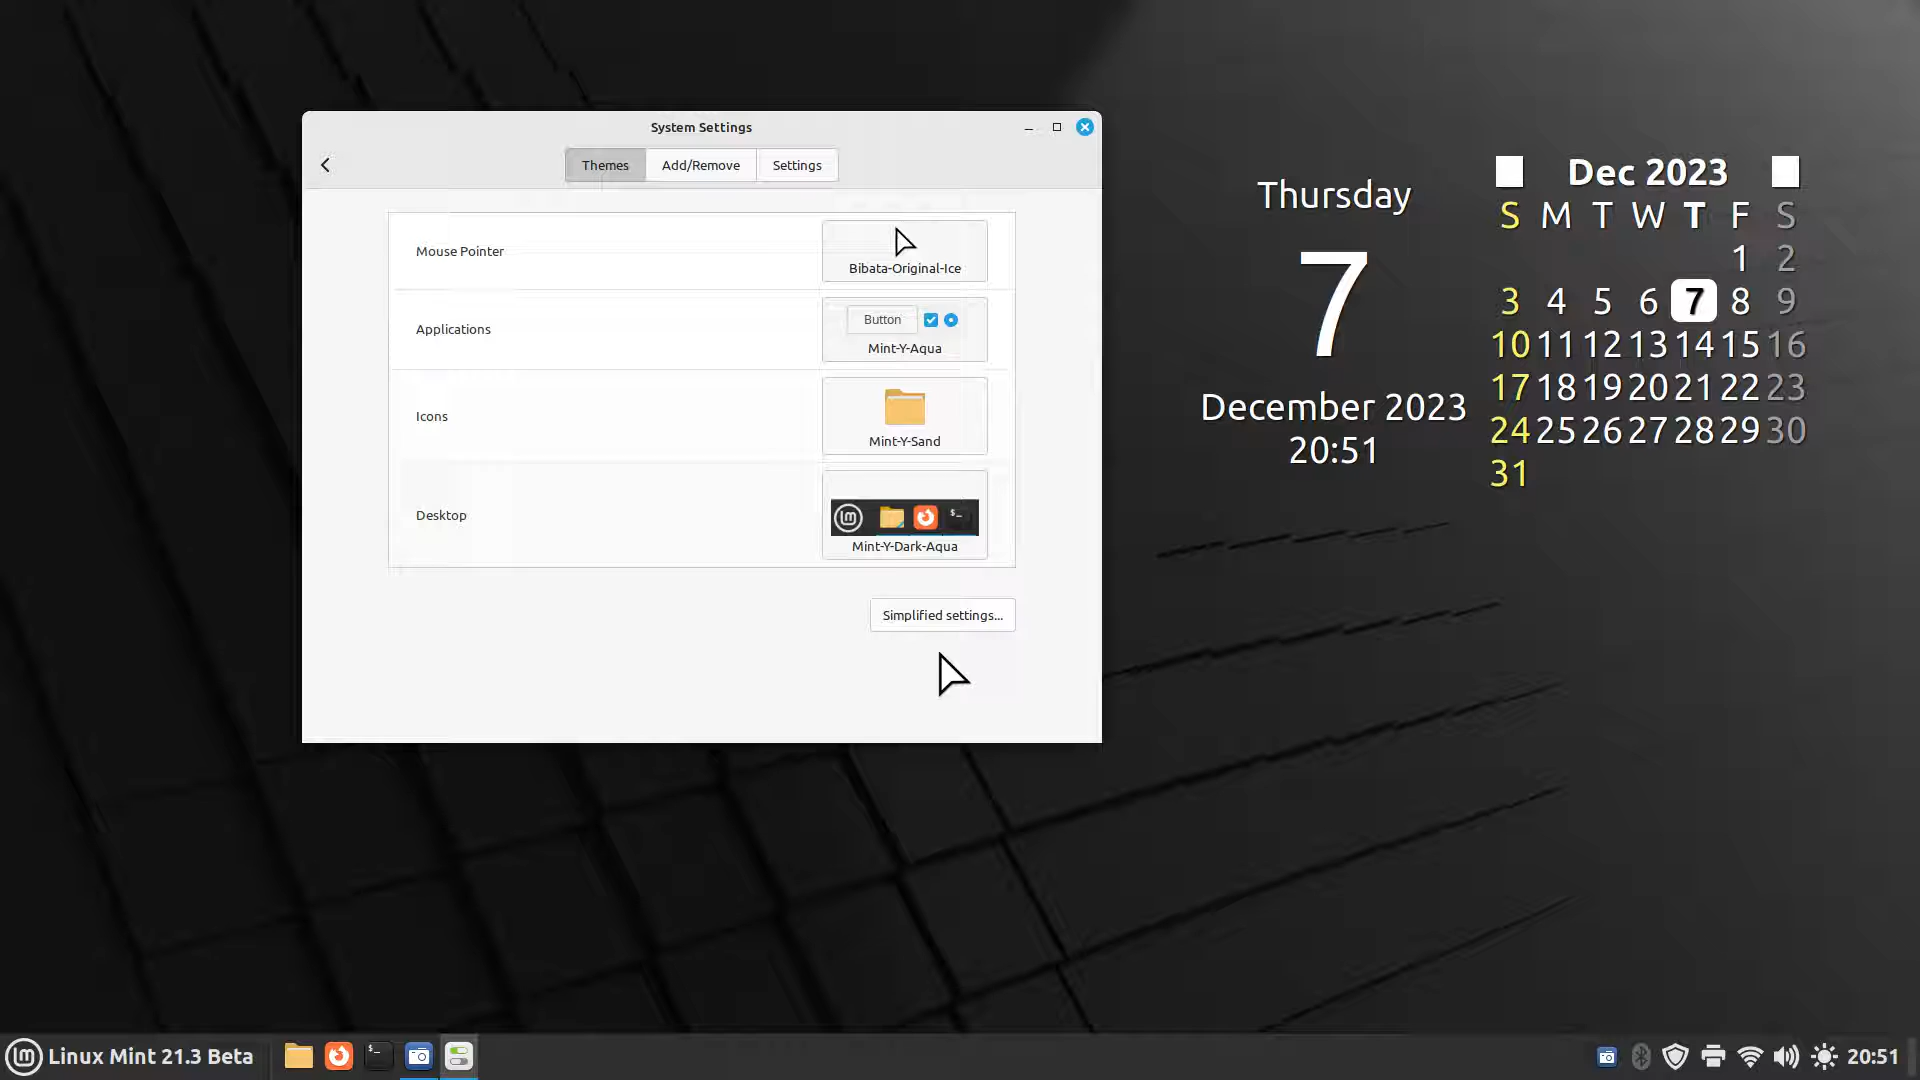 System Settings
Themes Add/Remove Settings
Mouse Pointer
Bibata-Original-Ice
Applications
Button
Mint-Y-Aqua
Icons
Mint-Y-Sand
Desktop
$_
Mint-Y-Dark-Aqua
Simplified settings...
Thursday
7
December 2023
20:51
Dec 2023
S M T W T F S
1 2
3 4 5 6 7 8 9
10 11 12 13 14 15 16
17 18 19 20 21 22 23
24 25 26 27 28 29 30
31
Linux Mint 21.3 Beta
$_
20:51